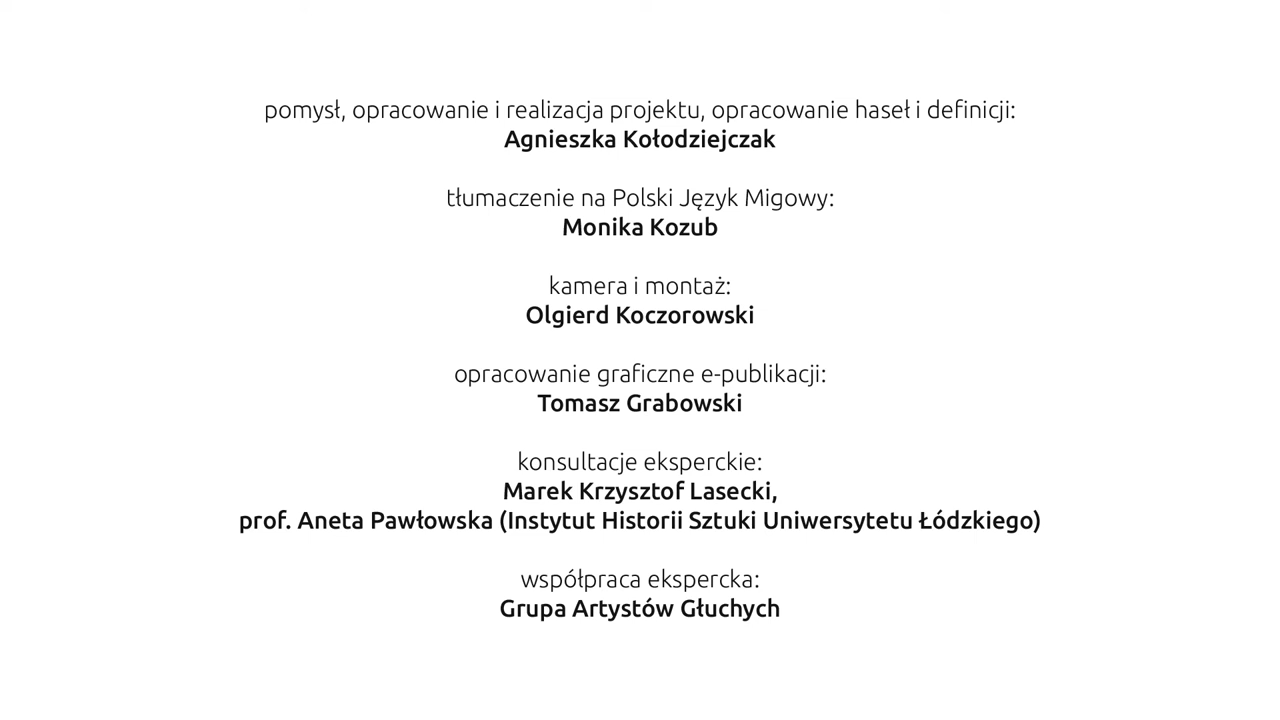 pomysł, opracowanie i realizacja projektu, opracowanie haseł i definicji:
Agnieszka Kołodziejczak
tłumaczenie na Polski Język Migowy:
Monika Kozub
kamera i montaż:
Olgierd Koczorowski
opracowanie graficzne e-publikacji:
Tomasz Grabowski
konsultacje eksperckie:
Marek Krzysztof Lasecki,
prof. Aneta Pawłowska (Instytut Historii Sztuki Uniwersytetu Łódzkiego)
współpraca ekspercka:
Grupa Artystów Głuchych